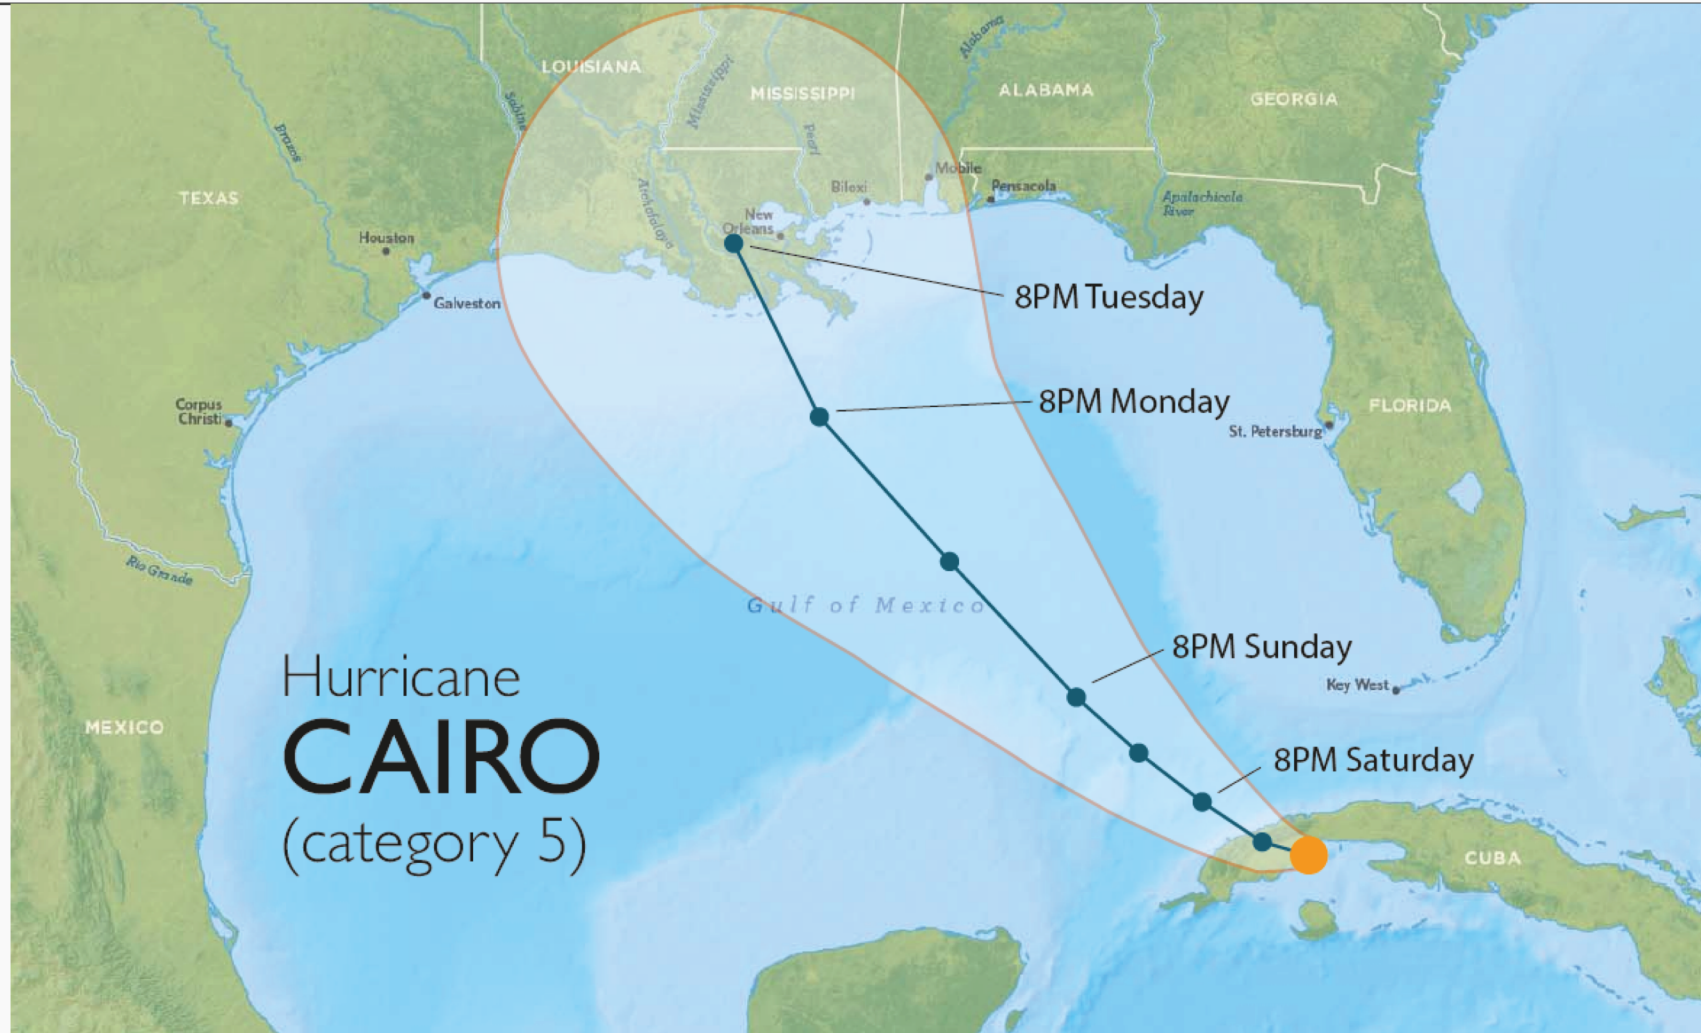 LOUISIANA
Mississippi
Alabama
MISSISSIPPI
ALABAMA
GEORGIA
Sabine
Brazos
Pearl
TEXAS
Atchafalaya
Biloxi
Mobile
Pensacola
Apalachicola
River
New
Orleans
Houston
Galveston
8PM Tuesday
8PM Monday
Corpus
Christi
FLORIDA
St. Petersburg
Rio Grande
Gulf of Mexico
8PM Sunday
Key West
Hurricane
CAIRO
(category 5)
MEXICO
8PM Saturday
CUBA